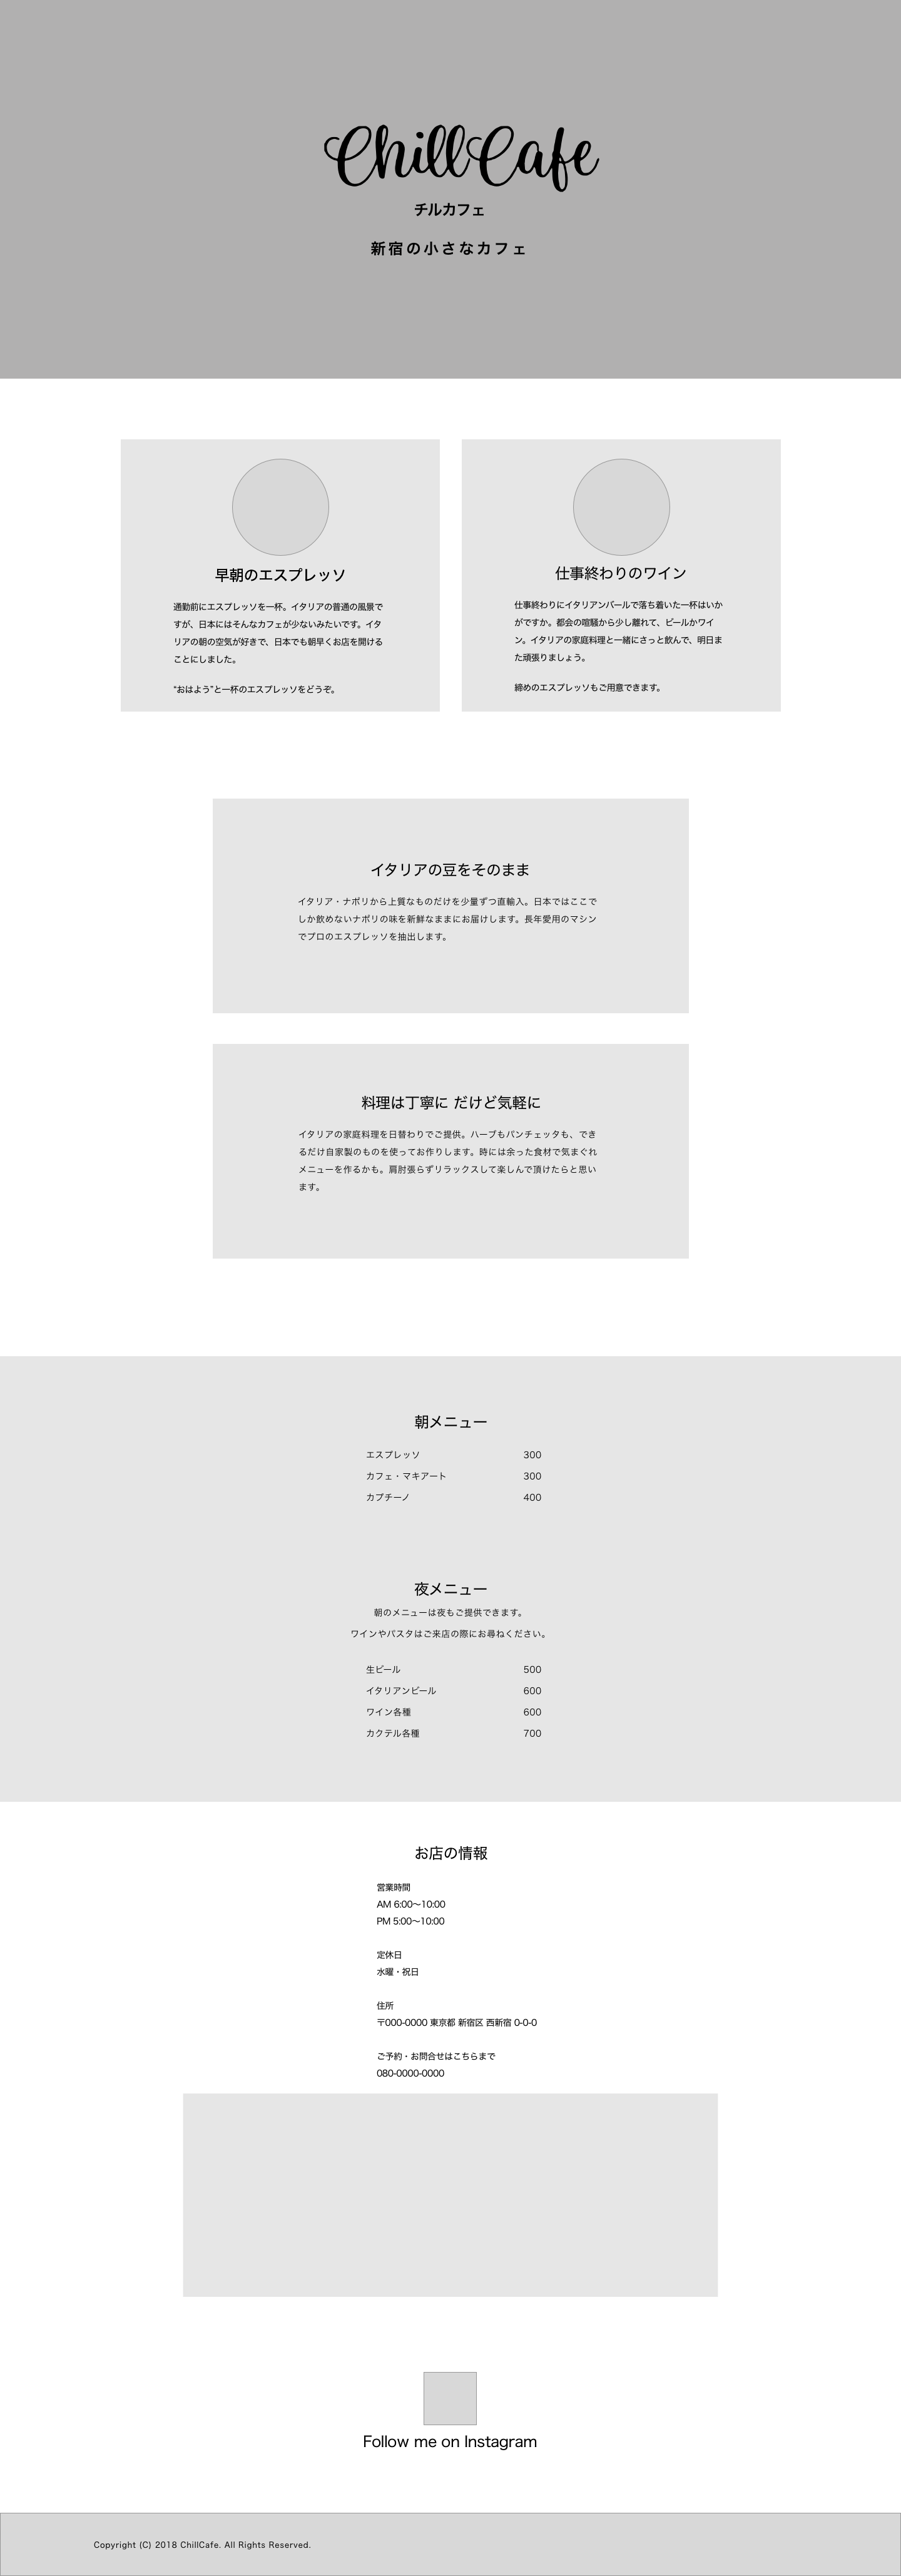 ChillCafe
チルカフェ
新宿の小さなカフェ
早朝のエスプレッソ
通勤前にエスプレッソを一杯。イタリアの普通の風景で
すが、日本にはそんなカフェが少ないみたいです。イタ
リアの朝の空気が好きで、日本でも朝早くお店を開ける
ことにしました。
“おはよう”と一杯のエスプレッソをどうぞ。
仕事終わりのワイン
仕事終わりにイタリアンバールで落ち着いた一杯はいか
がですか。都会の喧騒から少し離れて、ビールかワイ
ン。イタリアの家庭料理と一緒にさっと飲んで、明日ま
た頑張りましょう。
締めのエスプレッソもご用意できます。
イタリアの豆をそのまま
イタリア・ナポリから上質なものだけを少量ずつ直輸入。日本ではここで
しか飲めないナポリの味を新鮮なままにお届けします。長年愛用のマシン
でプロのエスプレッソを抽出します。
料理は丁寧に だけど気軽に
イタリアの家庭料理を日替わりでご提供。ハーブもパンチェッタも、でき
るだけ自家製のものを使ってお作りします。時には余った食材で気まぐれ
メニューを作るかも。肩肘張らずリラックスして楽しんで頂けたらと思い
ます。
朝メニュー
エスプレッソ 300
カフェ・マキアート 300
カプチーノ 400
夜メニュー
朝のメニューは夜もご提供できます。
ワインやパスタはご来店の際にお尋ねください。
生ビール 500
イタリアンビール 600
ワイン各種 600
カクテル各種 700
お店の情報
営業時間
AM 6:00〜10:00
PM 5:00〜10:00
定休日
水曜・祝日
住所
〒000-0000 東京都 新宿区 西新宿 0-0-0
ご予約・お問合せはこちらまで
080-0000-0000
Follow me on Instagram
Copyright (C) 2018 ChillCafe. All Rights Reserved.